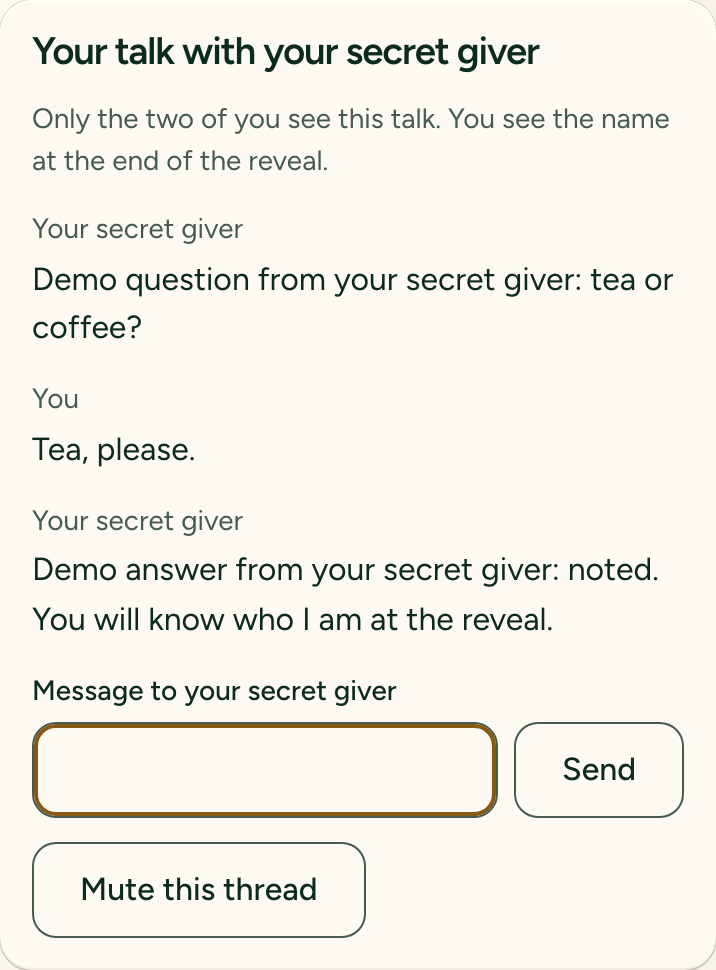 Your talk with your secret giver
Only the two of you see this talk. You see the name
at the end of the reveal.
Your secret giver
Demo question from your secret giver: tea or
coffee?
You
Tea, please.
Your secret giver
Demo answer from your secret giver: noted.
You will know who I am at the reveal.
Message to your secret giver
Send
Mute this thread